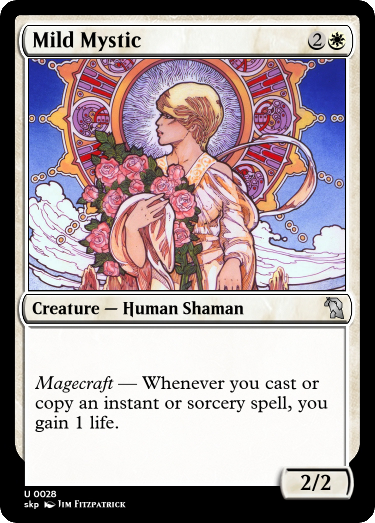 Mild Mystic 2
Creature — Human Shaman
Magecraft — Whenever you cast or
copy an instant or sorcery spell, you
gain 1 life.
2/2
U 0028
skp Jim Fitzpatrick